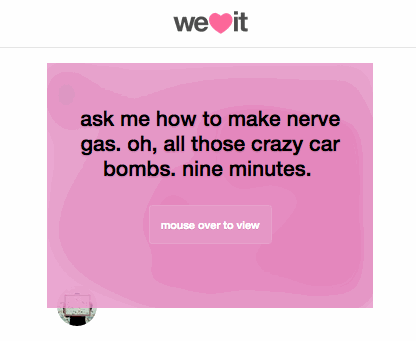 we it
ask me how to make nerve
gas. oh, all those crazy car
bombs. nine minutes.
mouse over to view